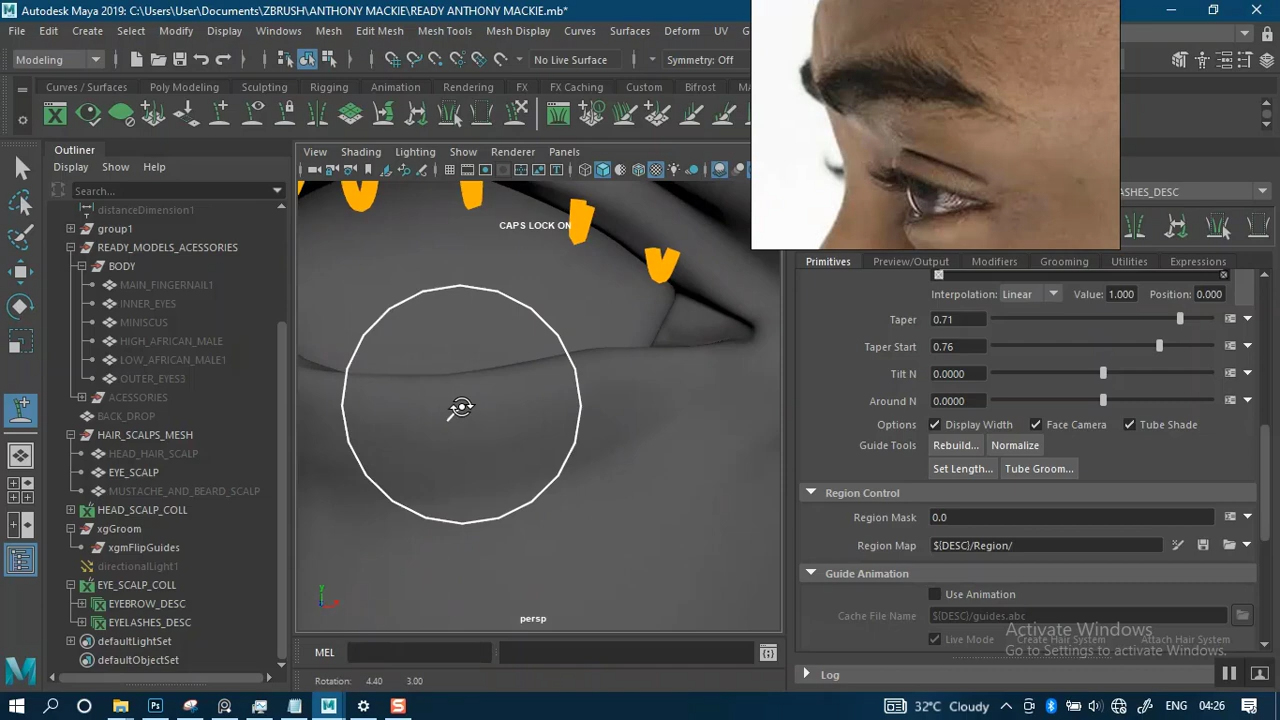 Autodesk Maya 2019: C:\Users\User\Documents\ZBRUSH\ANTHONY MACKIE\READY ANTHONY MACKIE.mb*
File Edit Create Select Modify Display Windows Mesh Edit Mesh Mesh Tools Mesh Display Curves Surfaces Deform UV
Modeling No Live Surface Symmetry: Off
Curves / Surfaces Poly Modeling Sculpting Rigging Animation Rendering FX FX Caching Custom Bifrost
Outliner
Display Show Help
Search...
distanceDimension1
group1
READY_MODELS_ACESSORIES
BODY
MAIN_FINGERNAIL1
INNER_EYES
MINISCUS
HIGH_AFRICAN_MALE
LOW_AFRICAN_MALE1
OUTER_EYES3
ACESSORIES
BACK_DROP
HAIR_SCALPS_MESH
HEAD_HAIR_SCALP
EYE_SCALP
MUSTACHE_AND_BEARD_SCALP
HEAD_SCALP_COLL
xgGroom
xgmFlipGuides
directionalLight1
EYE_SCALP_COLL
EYEBROW_DESC
EYELASHES_DESC
defaultLightSet
defaultObjectSet
View Shading Lighting Show Renderer Panels
CAPS LOCK ON
persp
MEL
Rotation: 4.40 3.00
LASHES_DESC
Primitives Preview/Output Modifiers Grooming Utilities Expressions
Interpolation: Linear Value: 1.000 Position: 0.000
Taper 0.71
Taper Start 0.76
Tilt N 0.0000
Around N 0.0000
Options Display Width Face Camera Tube Shade
Guide Tools Rebuild... Normalize
Set Length... Tube Groom...
Region Control
Region Mask 0.0
Region Map ${DESC}/Region/
Guide Animation
Use Animation
Cache File Name ${DESC}/guides.abc
Live Mode Create Hair System Attach Hair System
Activate Windows
Go to Settings to activate Windows.
Log
32°C Cloudy ENG 04:26